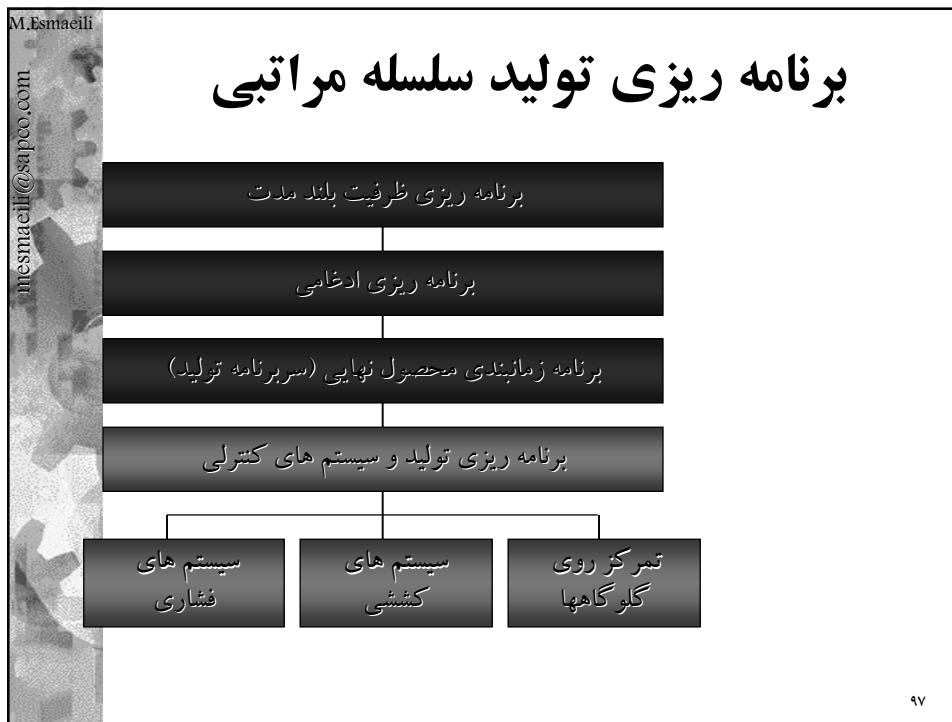 M.Esmaeili
mesmaeili@sapco.com
برنامه ریزی تولید سلسله مراتبی
برنامه ریزی ظرفیت بلند مدت
برنامه ریزی ادغامی
برنامه زمانبندی محصول نهایی (سربرنامه تولید)
برنامه ریزی تولید و سیستم های کنترلی
تمرکز روی
گلوگاهها
سیستم های
کششی
سیستم های
فشاری
۹۷